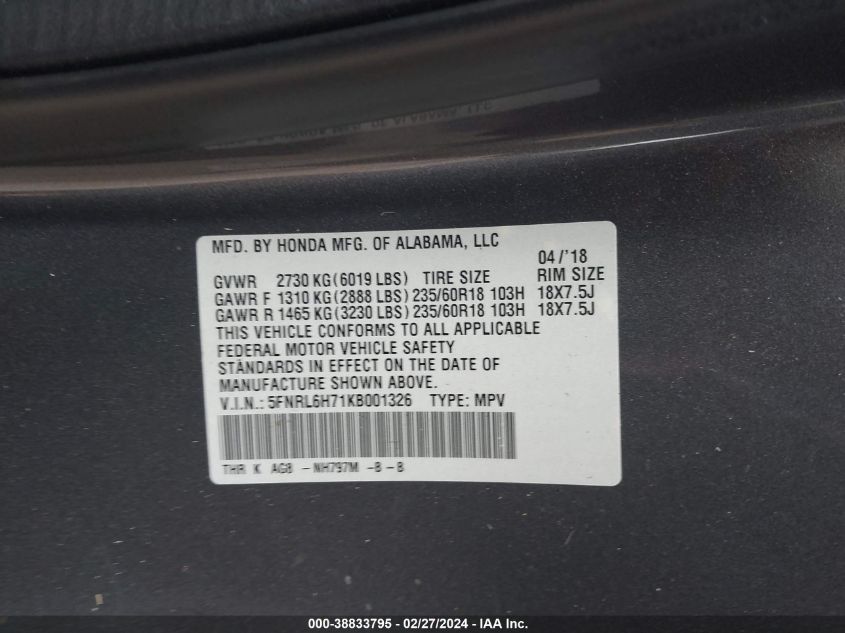 MFD. BY HONDA MFG. OF ALABAMA, LLC
04/'18
GVWR 2730 KG(6019 LBS) TIRE SIZE RIM SIZE
GAWR F 1310 KG(2888 LBS) 235/60R18 103H 18X7.5J
GAWR R 1465 KG(3230 LBS) 235/60R18 103H 18X7.5J
THIS VEHICLE CONFORMS TO ALL APPLICABLE
FEDERAL MOTOR VEHICLE SAFETY
STANDARDS IN EFFECT ON THE DATE OF
MANUFACTURE SHOWN ABOVE.
V.I.N.: 5FNRL6H71KB001326 TYPE: MPV
THR K AG8 -NH797M -B-B
000-38833795 - 02/27/2024 - IAAI Inc.